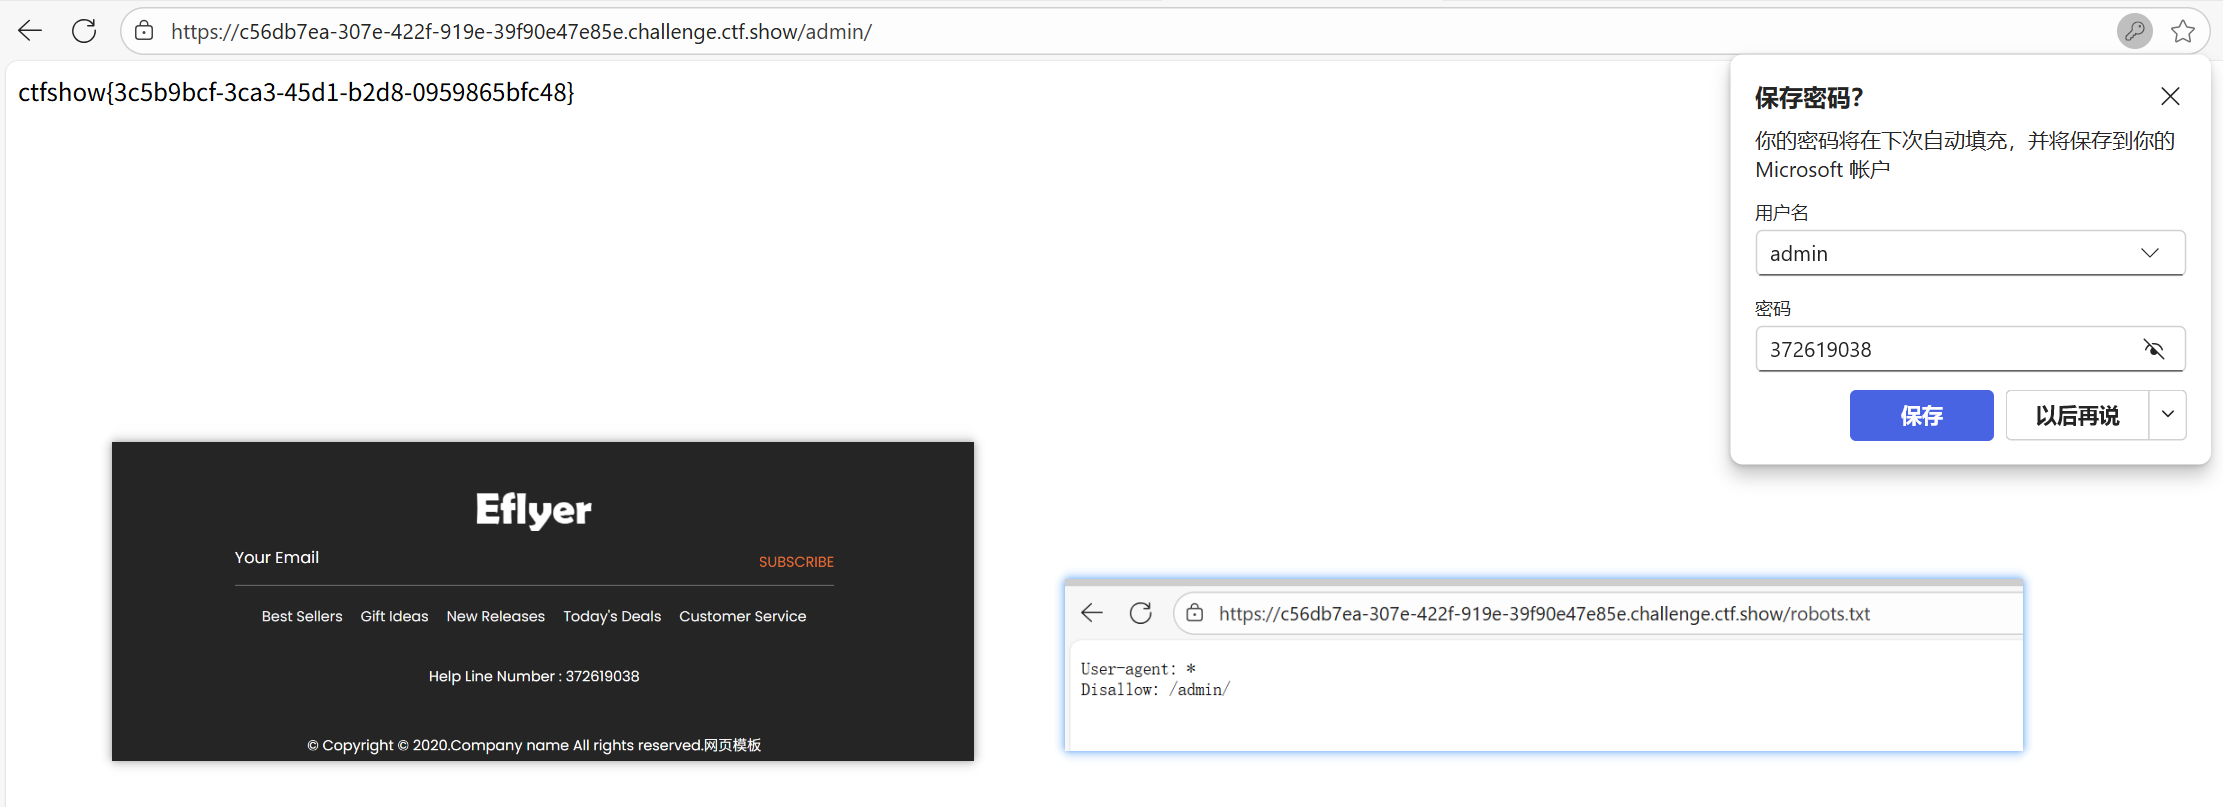 https://c56db7ea-307e-422f-919e-39f90e47e85e.challenge.ctf.show/admin/
ctfshow{3c5b9bcf-3ca3-45d1-b2d8-0959865bfc48}
保存密码?
你的密码将在下次自动填充，并将保存到你的
Microsoft 帐户
用户名
admin
密码
372619038
保存
以后再说
Eflyer
Your Email
SUBSCRIBE
Best Sellers Gift Ideas New Releases Today's Deals Customer Service
Help Line Number : 372619038
© Copyright © 2020.Company name All rights reserved.网页模板
https://c56db7ea-307e-422f-919e-39f90e47e85e.challenge.ctf.show/robots.txt
User-agent: *
Disallow: /admin/